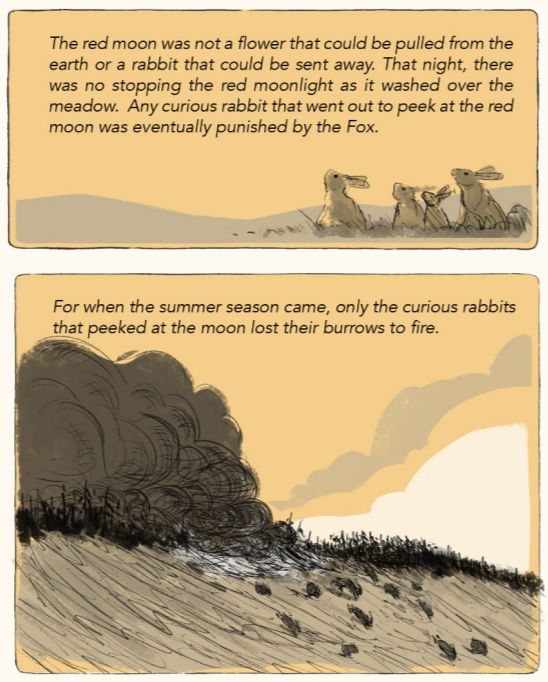 The red moon was not a flower that could be pulled from the
earth or a rabbit that could be sent away. That night, there
was no stopping the red moonlight as it washed over the
meadow. Any curious rabbit that went out to peek at the red
moon was eventually punished by the Fox.
For when the summer season came, only the curious rabbits
that peeked at the moon lost their burrows to fire.